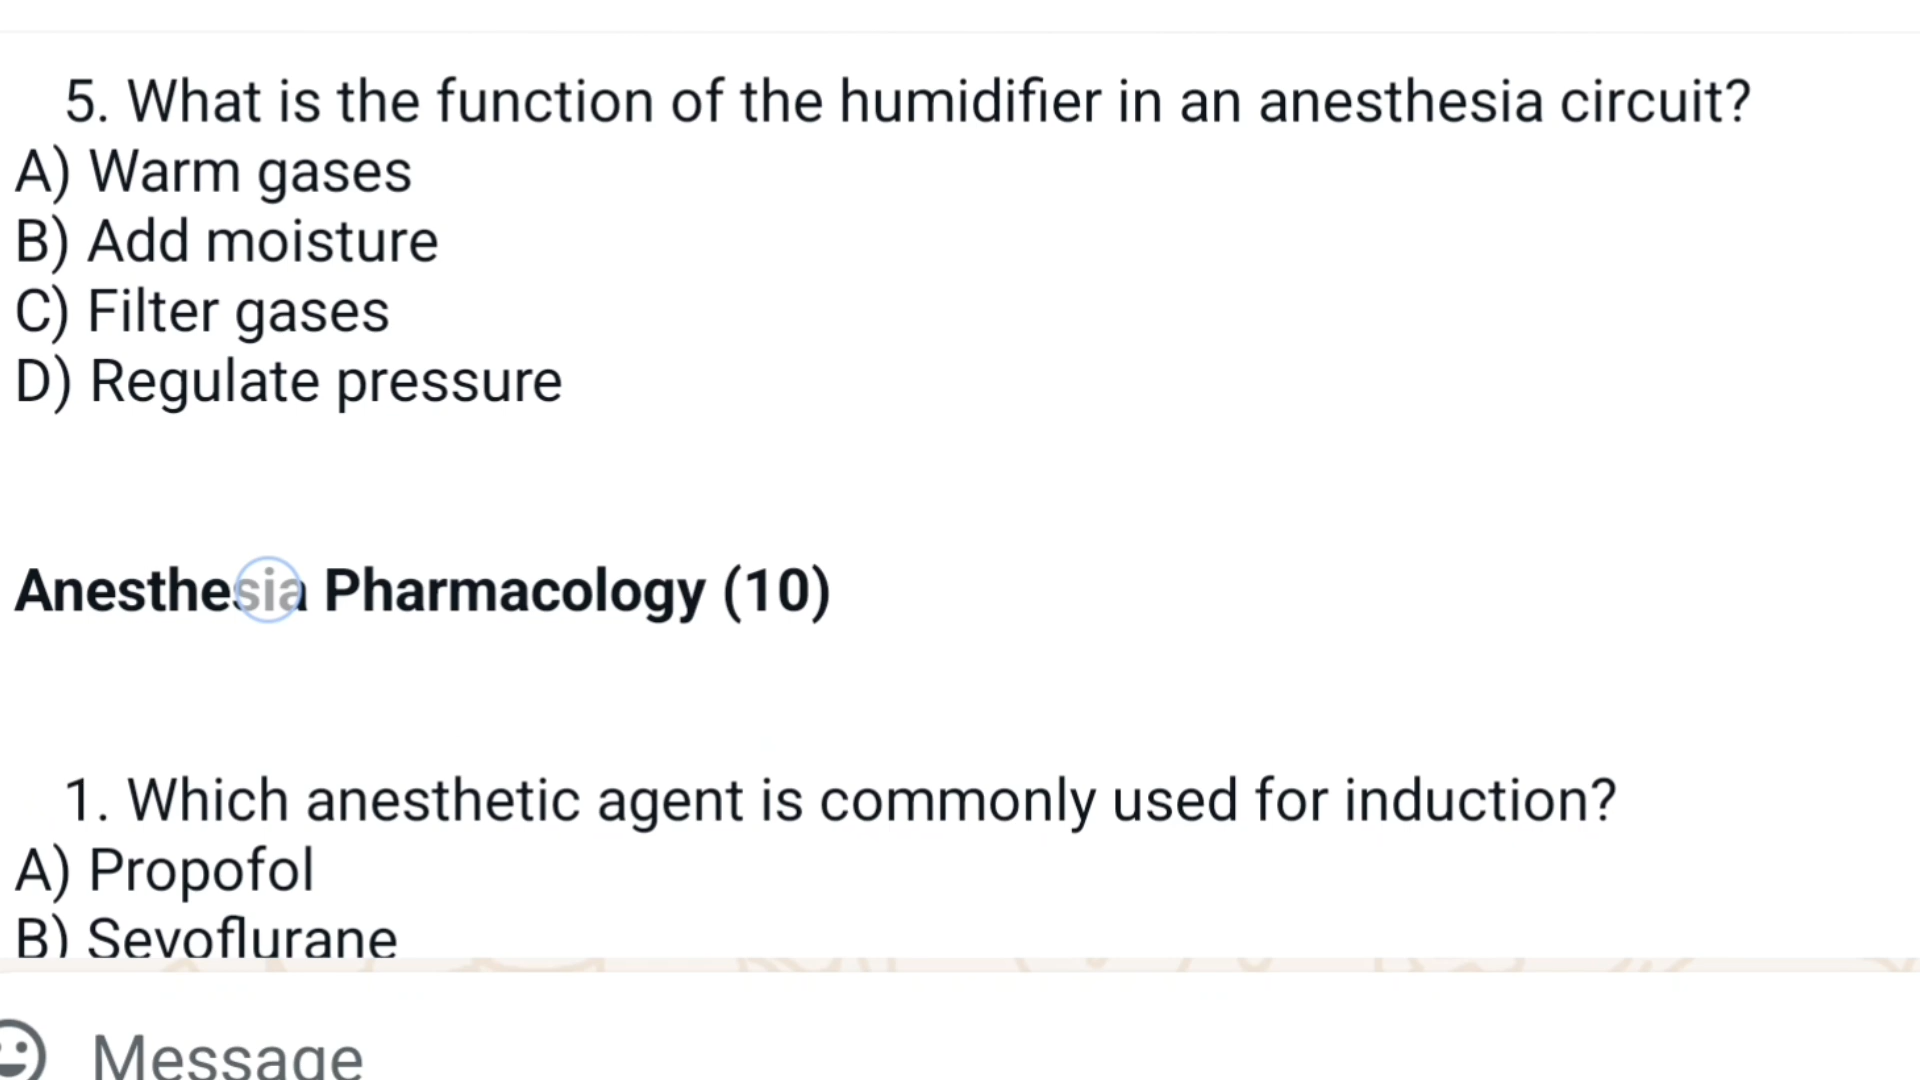 5. What is the function of the humidifier in an anesthesia circuit?
A) Warm gases
B) Add moisture
C) Filter gases
D) Regulate pressure
Anesthesia Pharmacology (10)
1. Which anesthetic agent is commonly used for induction?
A) Propofol
B) Sevoflurane
Message